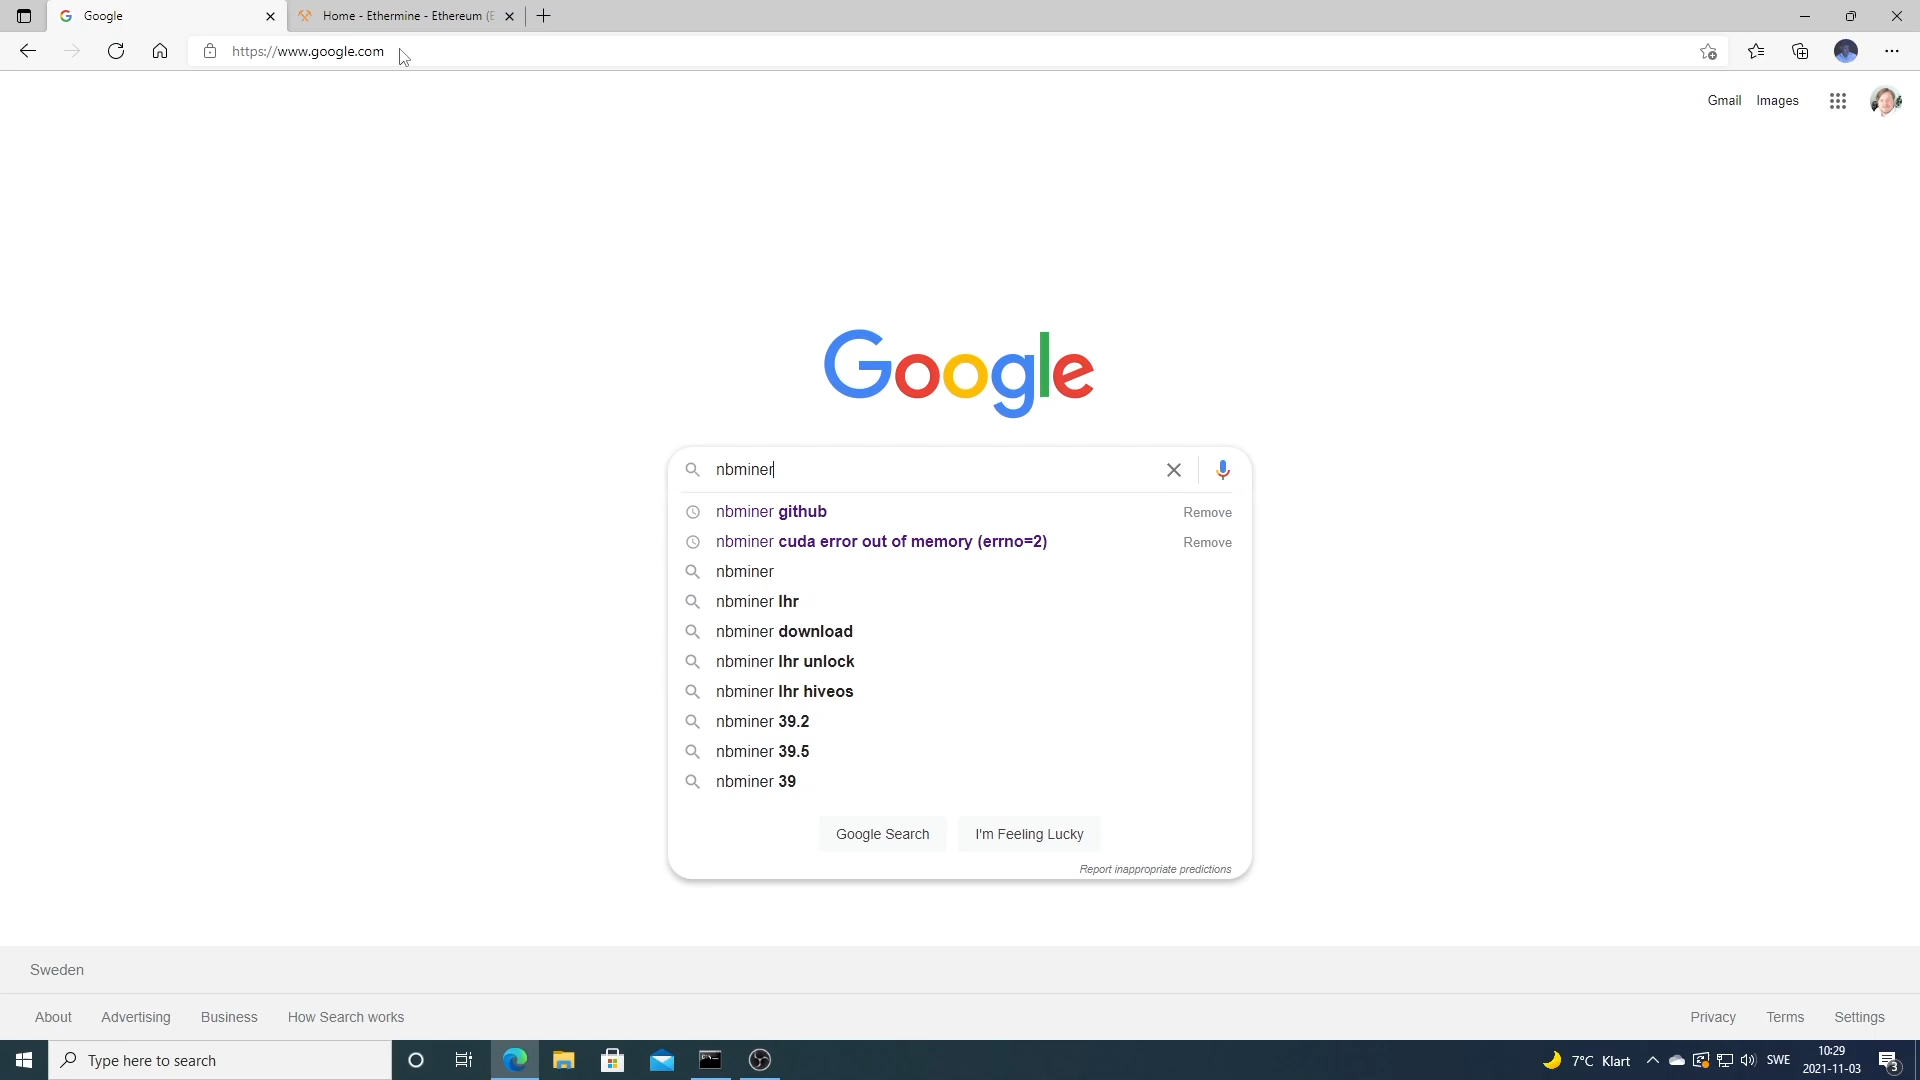 Google
Home - Ethermine - Ethereum (E
https://www.google.com
Gmail Images
Google
nbminer
nbminer github Remove
nbminer cuda error out of memory (errno=2) Remove
nbminer
nbminer lhr
nbminer download
nbminer lhr unlock
nbminer lhr hiveos
nbminer 39.2
nbminer 39.5
nbminer 39
Google Search I'm Feeling Lucky
Report inappropriate predictions
Sweden
About Advertising Business How Search works Privacy Terms Settings
Type here to search
7°C Klart
SWE
10:29
2021-11-03
3